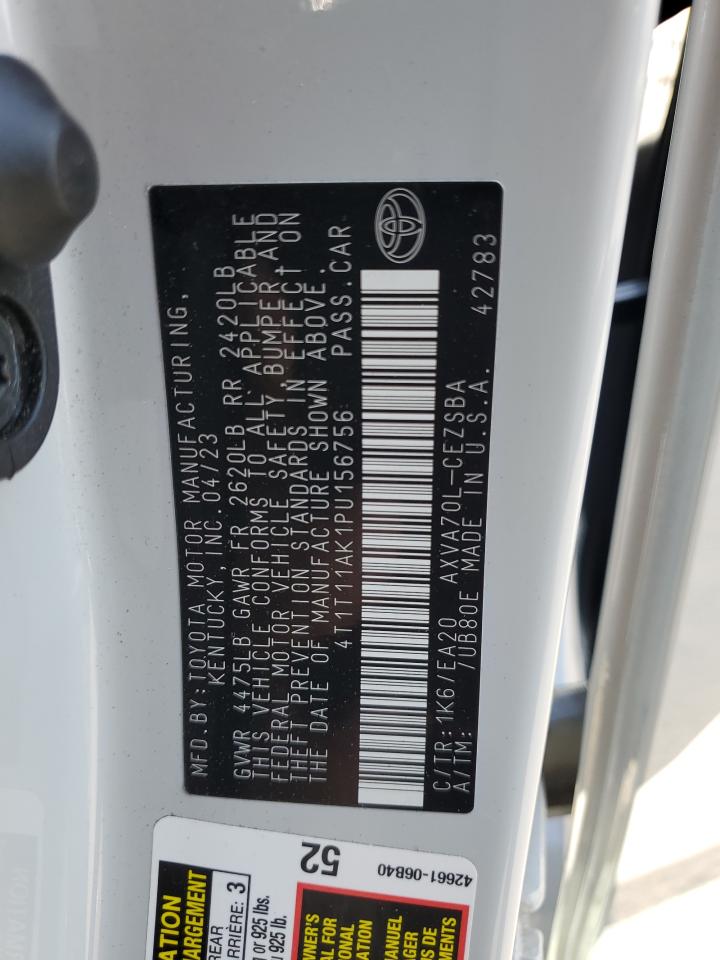 MFD.BY:TOYOTA MOTOR MANUFACTURING,
KENTUCKY, INC. 04/23
GVWR 4475LB GAWR FR 2620LB RR 2420LB
THIS VEHICLE CONFORMS TO ALL APPLICABLE
FEDERAL MOTOR VEHICLE SAFETY,BUMPER,AND
THEFT PREVENTION STANDARDS IN EFFECT ON
THE DATE OF MANUFACTURE SHOWN ABOVE.
4T1T11AK1PU156756 PASS.CAR
C/TR:1K6/EA20 AXVA70L-CEZSBA
A/TM: /UB80E MADE IN U.S.A. 42783
52
42661-06B40
REAR
ARRIÈRE: 3
or 925 lbs.
925 lb.
MANUEL